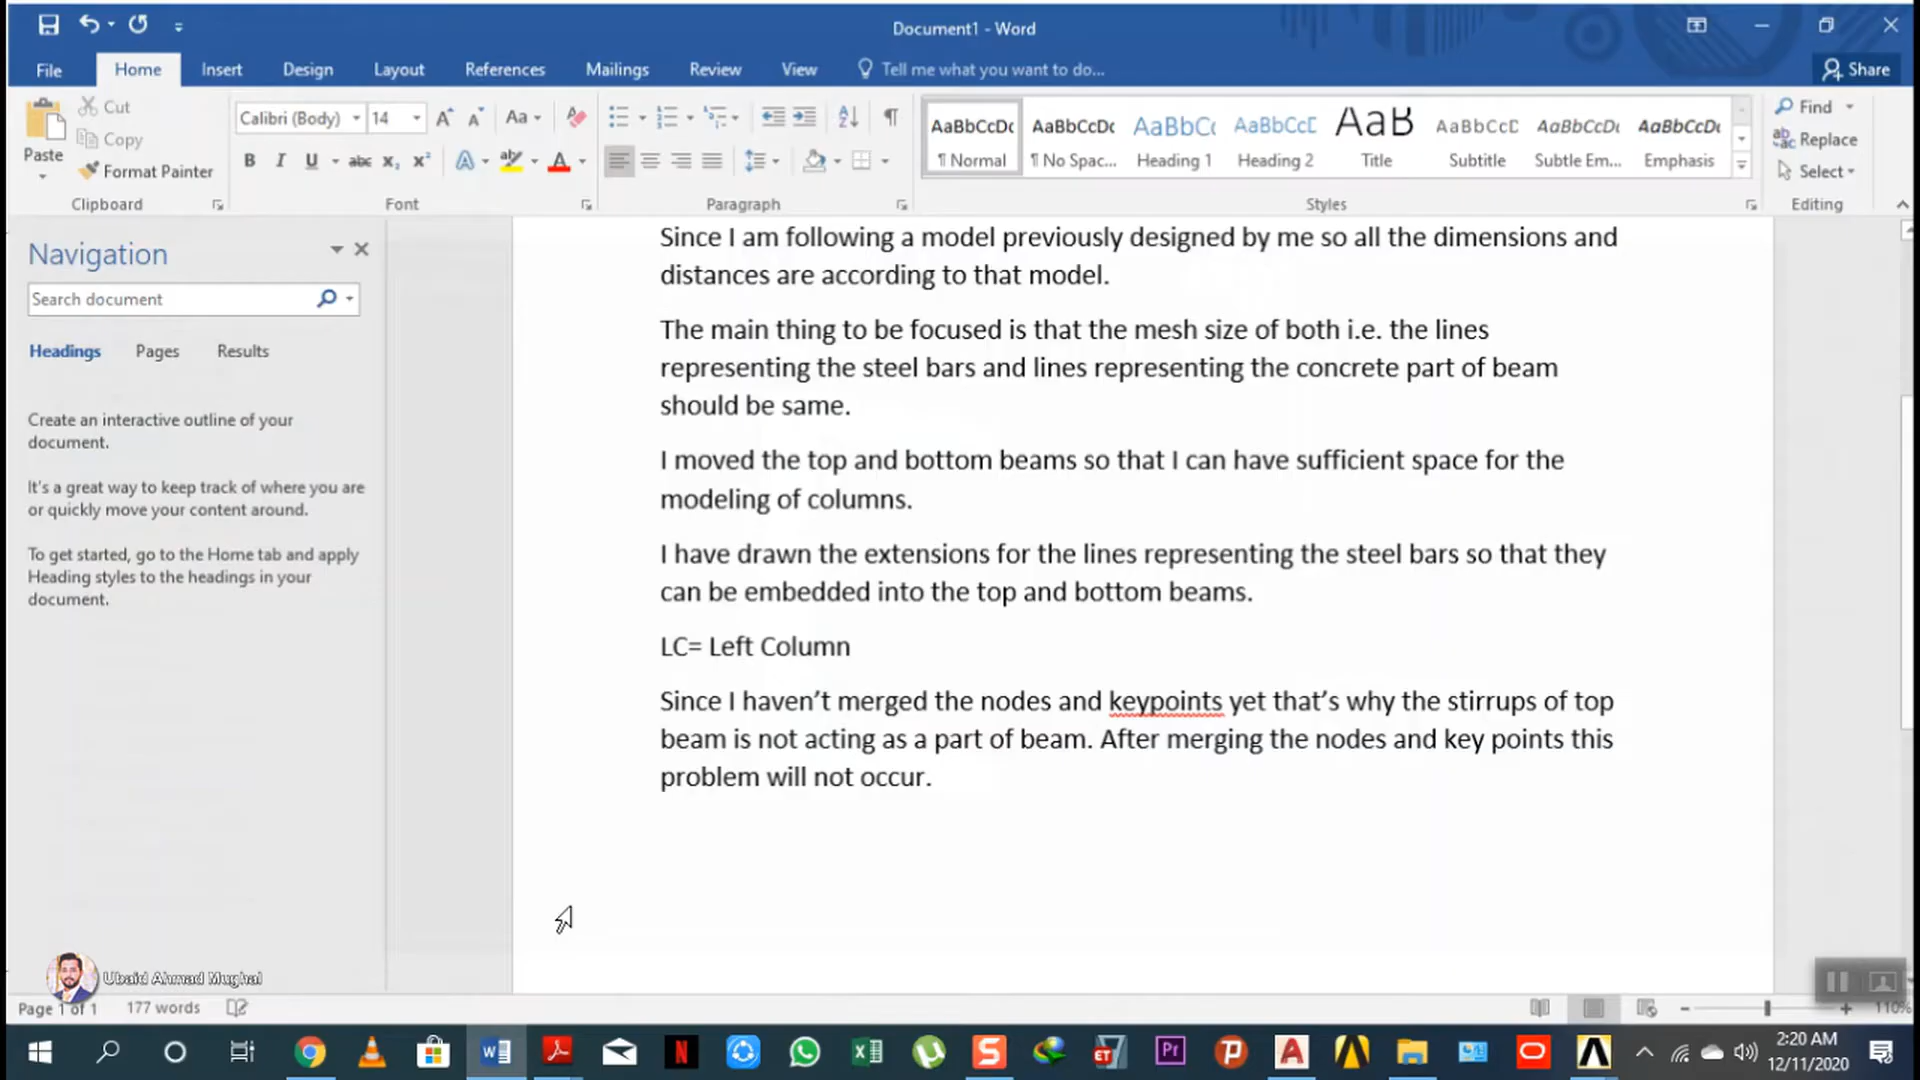 Document1 - Word
File Home Insert Design Layout References Mailings Review View Tell me what you want to do... Share
Cut
Copy
Format Painter
Paste
Clipboard
Calibri (Body) 14
Aa
B I U abc x₂ x² A A
Font
Paragraph
AaBbCcDc AaBbCcDc AaBbC( AaBbCcE AaB AaBbCcD AaBbCcDı AaBbCcDı
¶ Normal ¶ No Spac... Heading 1 Heading 2 Title Subtitle Subtle Em... Emphasis
Styles
Find
Replace
Select
Editing
Navigation
Search document
Headings Pages Results
Create an interactive outline of your
document.
It's a great way to keep track of where you are
or quickly move your content around.
To get started, go to the Home tab and apply
Heading styles to the headings in your
document.
Since I am following a model previously designed by me so all the dimensions and
distances are according to that model.
The main thing to be focused is that the mesh size of both i.e. the lines
representing the steel bars and lines representing the concrete part of beam
should be same.
I moved the top and bottom beams so that I can have sufficient space for the
modeling of columns.
I have drawn the extensions for the lines representing the steel bars so that they
can be embedded into the top and bottom beams.
LC= Left Column
Since I haven’t merged the nodes and keypoints yet that’s why the stirrups of top
beam is not acting as a part of beam. After merging the nodes and key points this
problem will not occur.
Ubaid Ahmad Mughal
Page 1 of 1 177 words
110%
2:20 AM
12/11/2020